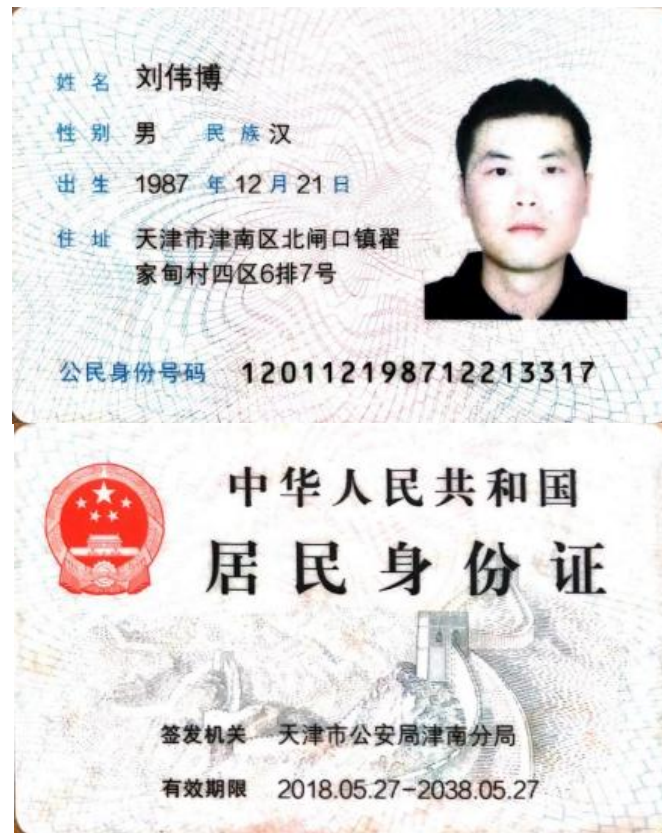 姓名 刘伟博
性别 男 民族 汉
出生 1987 年 12 月 21 日
住址 天津市津南区北闸口镇翟
家甸村四区6排7号
公民身份号码 120112198712213317
中华人民共和国
居民身份证
签发机关 天津市公安局津南分局
有效期限 2018.05.27-2038.05.27